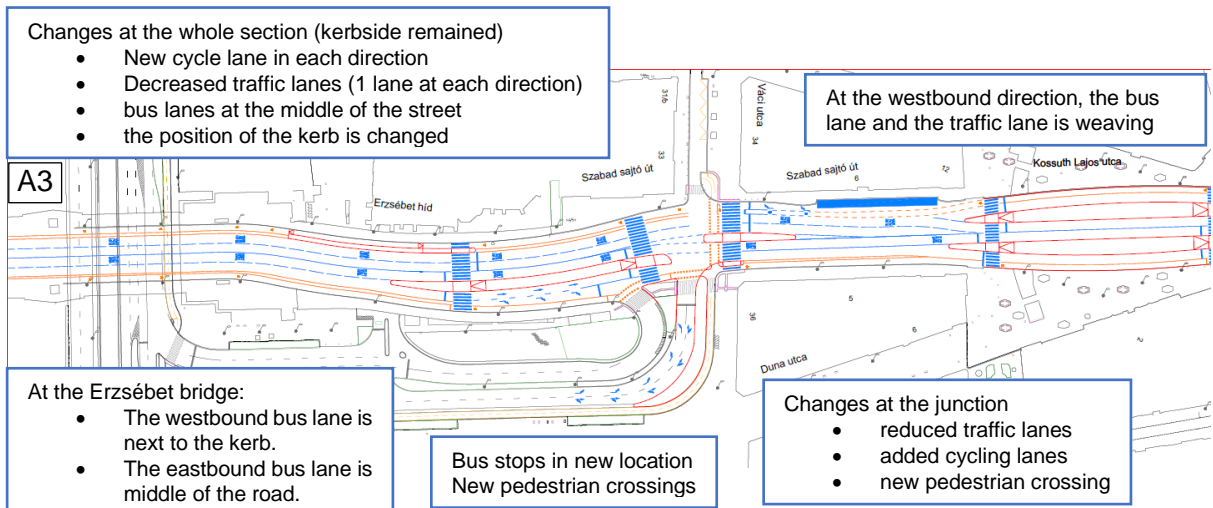 Changes at the whole section (kerbside remained)
• New cycle lane in each direction
• Decreased traffic lanes (1 lane at each direction)
• bus lanes at the middle of the street
• the position of the kerb is changed
At the westbound direction, the bus
lane and the traffic lane is weaving
A3
31/b
33
Váci utca
34
Szabad sajtó út
Szabad sajtó út
6
12
Kossuth Lajos utca
Erzsébet híd
5
36
6
2
Duna utca
At the Erzsébet bridge:
• The westbound bus lane is
next to the kerb.
• The eastbound bus lane is
middle of the road.
Bus stops in new location
New pedestrian crossings
Changes at the junction
• reduced traffic lanes
• added cycling lanes
• new pedestrian crossing